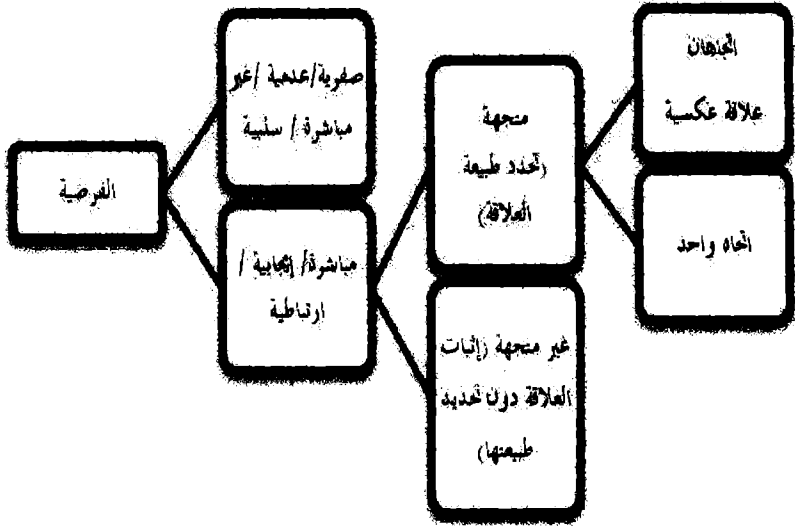 الفرضية
صفرية/عدمية /غير
مباشرة / سلبية
مباشرة/ إيجابية /
ارتباطية
متجهة
(تحدد طبيعة
العلاقة)
غير متجهة (إثبات
العلاقة دون تحديد
طبيعتها)
اتجاهان
علاقة عكسية
اتجاه واحد